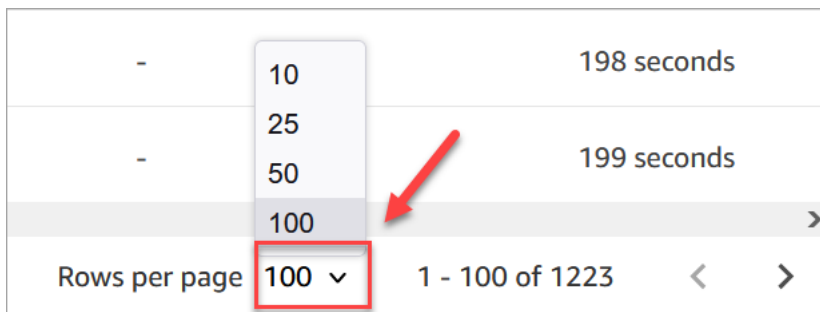 - 198 seconds
10
25
- 199 seconds
50
100
Rows per page 100 1 - 100 of 1223